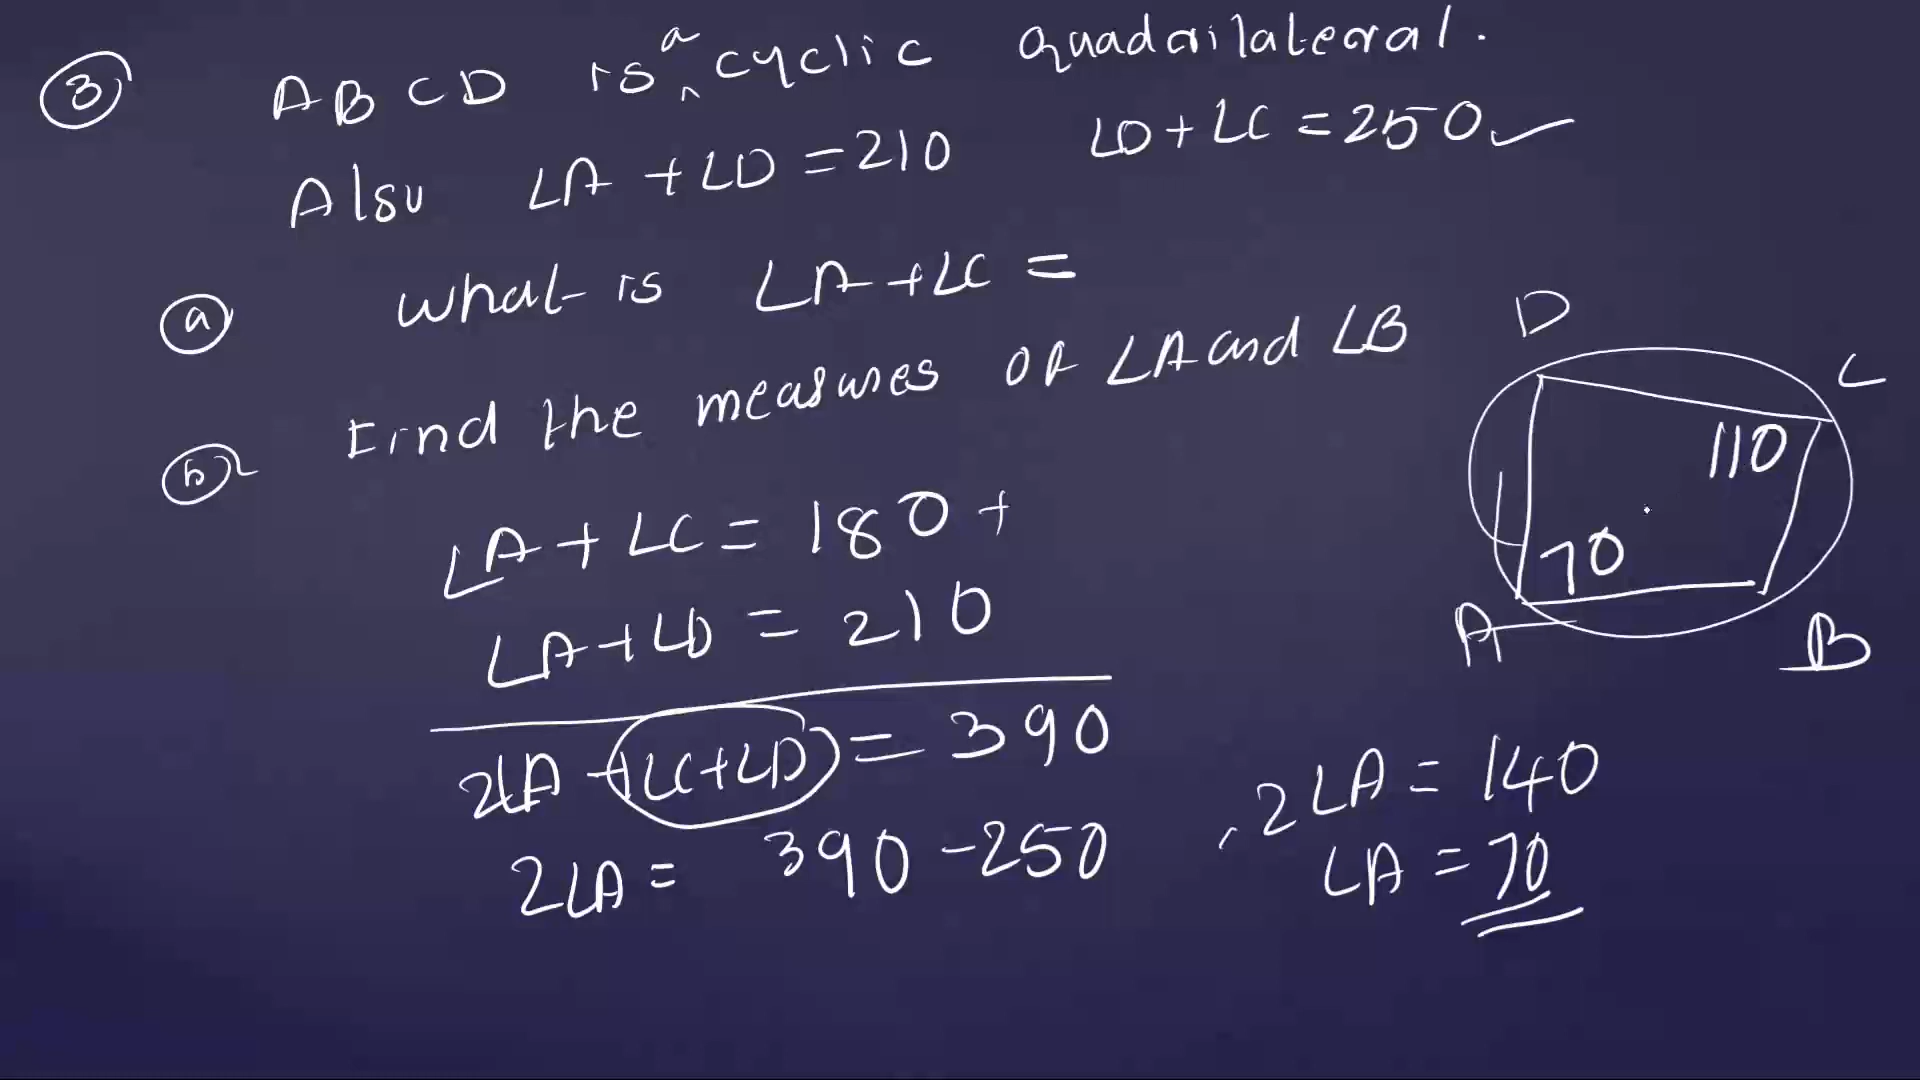 3 ABCD is a cyclic quadrilateral.
Also ∠A + ∠D = 210 ∠D + ∠C = 250
a What is ∠A + ∠C =
b Find the measures of ∠A and ∠B
∠A + ∠C = 180 +
∠A + ∠D = 210
2∠A + ∠C + ∠D = 390
2∠A = 390 - 250
2∠A = 140
∠A = 70
D
C
110
70
A
B